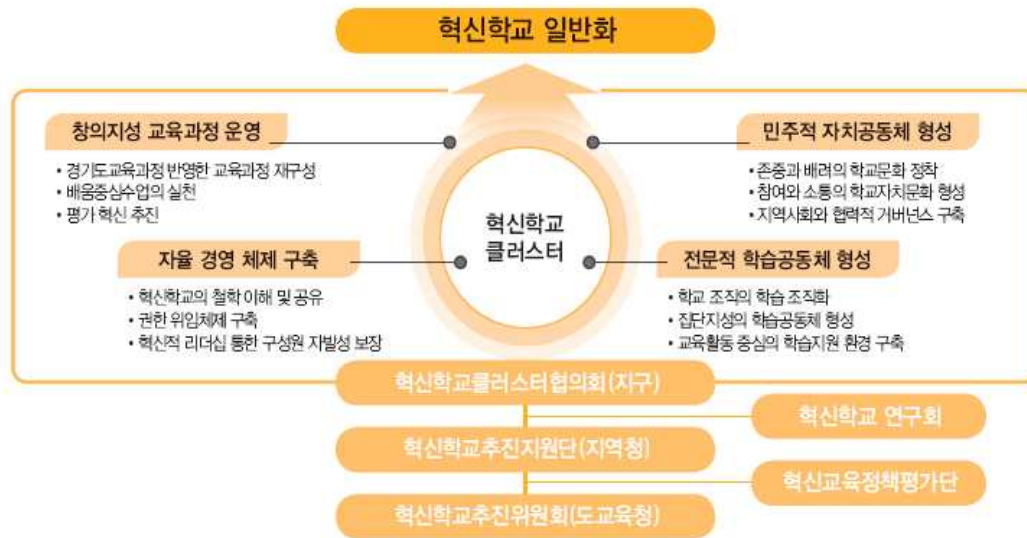 혁신학교 일반화
창의지성 교육과정 운영
• 경기도교육과정 반영한 교육과정 재구성
• 배움중심수업의 실천
• 평가 혁신 추진
민주적 자치공동체 형성
• 존중과 배려의 학교문화 정착
• 참여와 소통의 학교자치문화 형성
• 지역사회와 협력적 거버넌스 구축
혁신학교
클러스터
자율 경영 체제 구축
• 혁신학교의 철학 이해 및 공유
• 권한 위임체제 구축
• 혁신적 리더십 통한 구성원 자발성 보장
전문적 학습공동체 형성
• 학교 조직의 학습 조직화
• 집단지성의 학습공동체 형성
• 교육활동 중심의 학습지원 환경 구축
혁신학교클러스터협의회(지구)
혁신학교 연구회
혁신학교추진지원단(지역청)
혁신교육정책평가단
혁신학교추진위원회(도교육청)